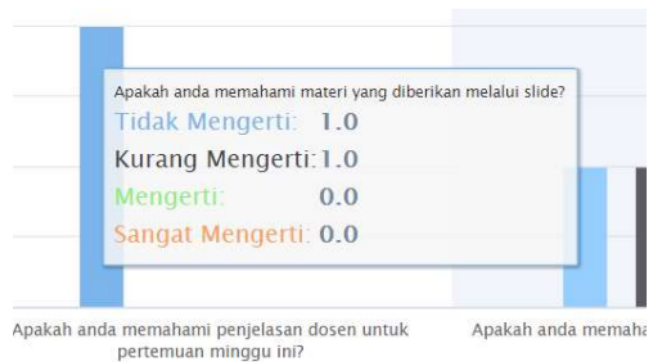 Apakah anda memahami materi yang diberikan melalui slide?
Tidak Mengerti: 1.0
Kurang Mengerti: 1.0
Mengerti: 0.0
Sangat Mengerti: 0.0
Apakah anda memahami penjelasan dosen untuk
pertemuan minggu ini?
Apakah anda memaha